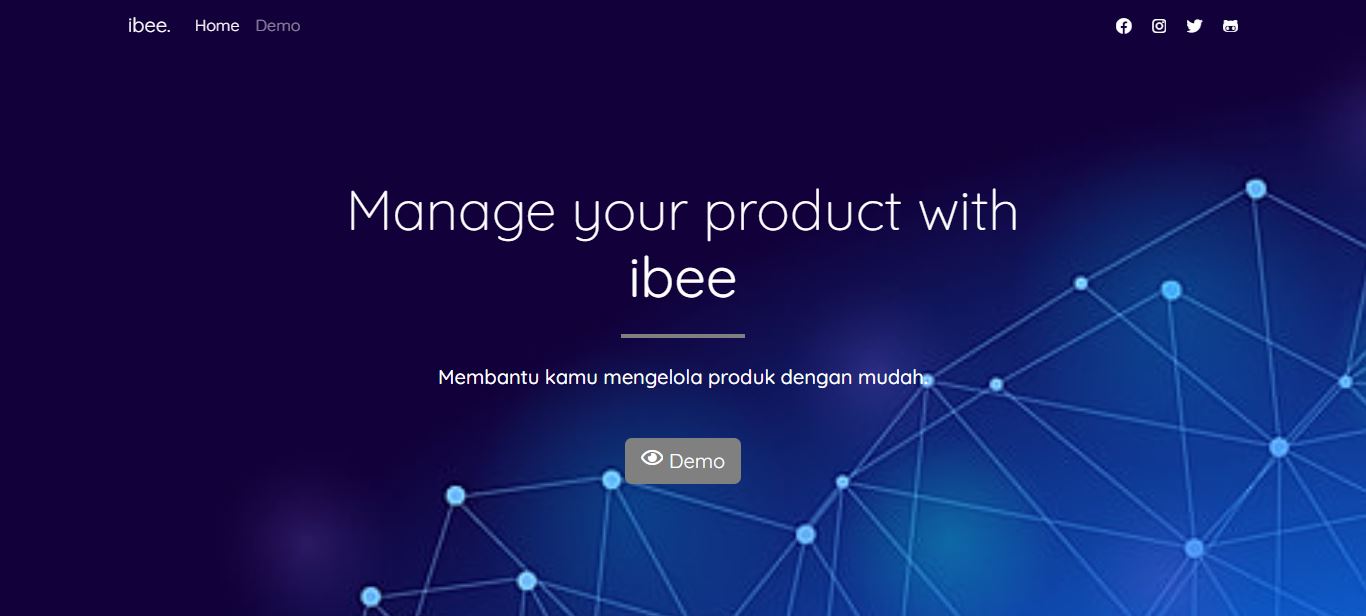 ibee. Home Demo
Manage your product with
ibee
Membantu kamu mengelola produk dengan mudah.
Demo